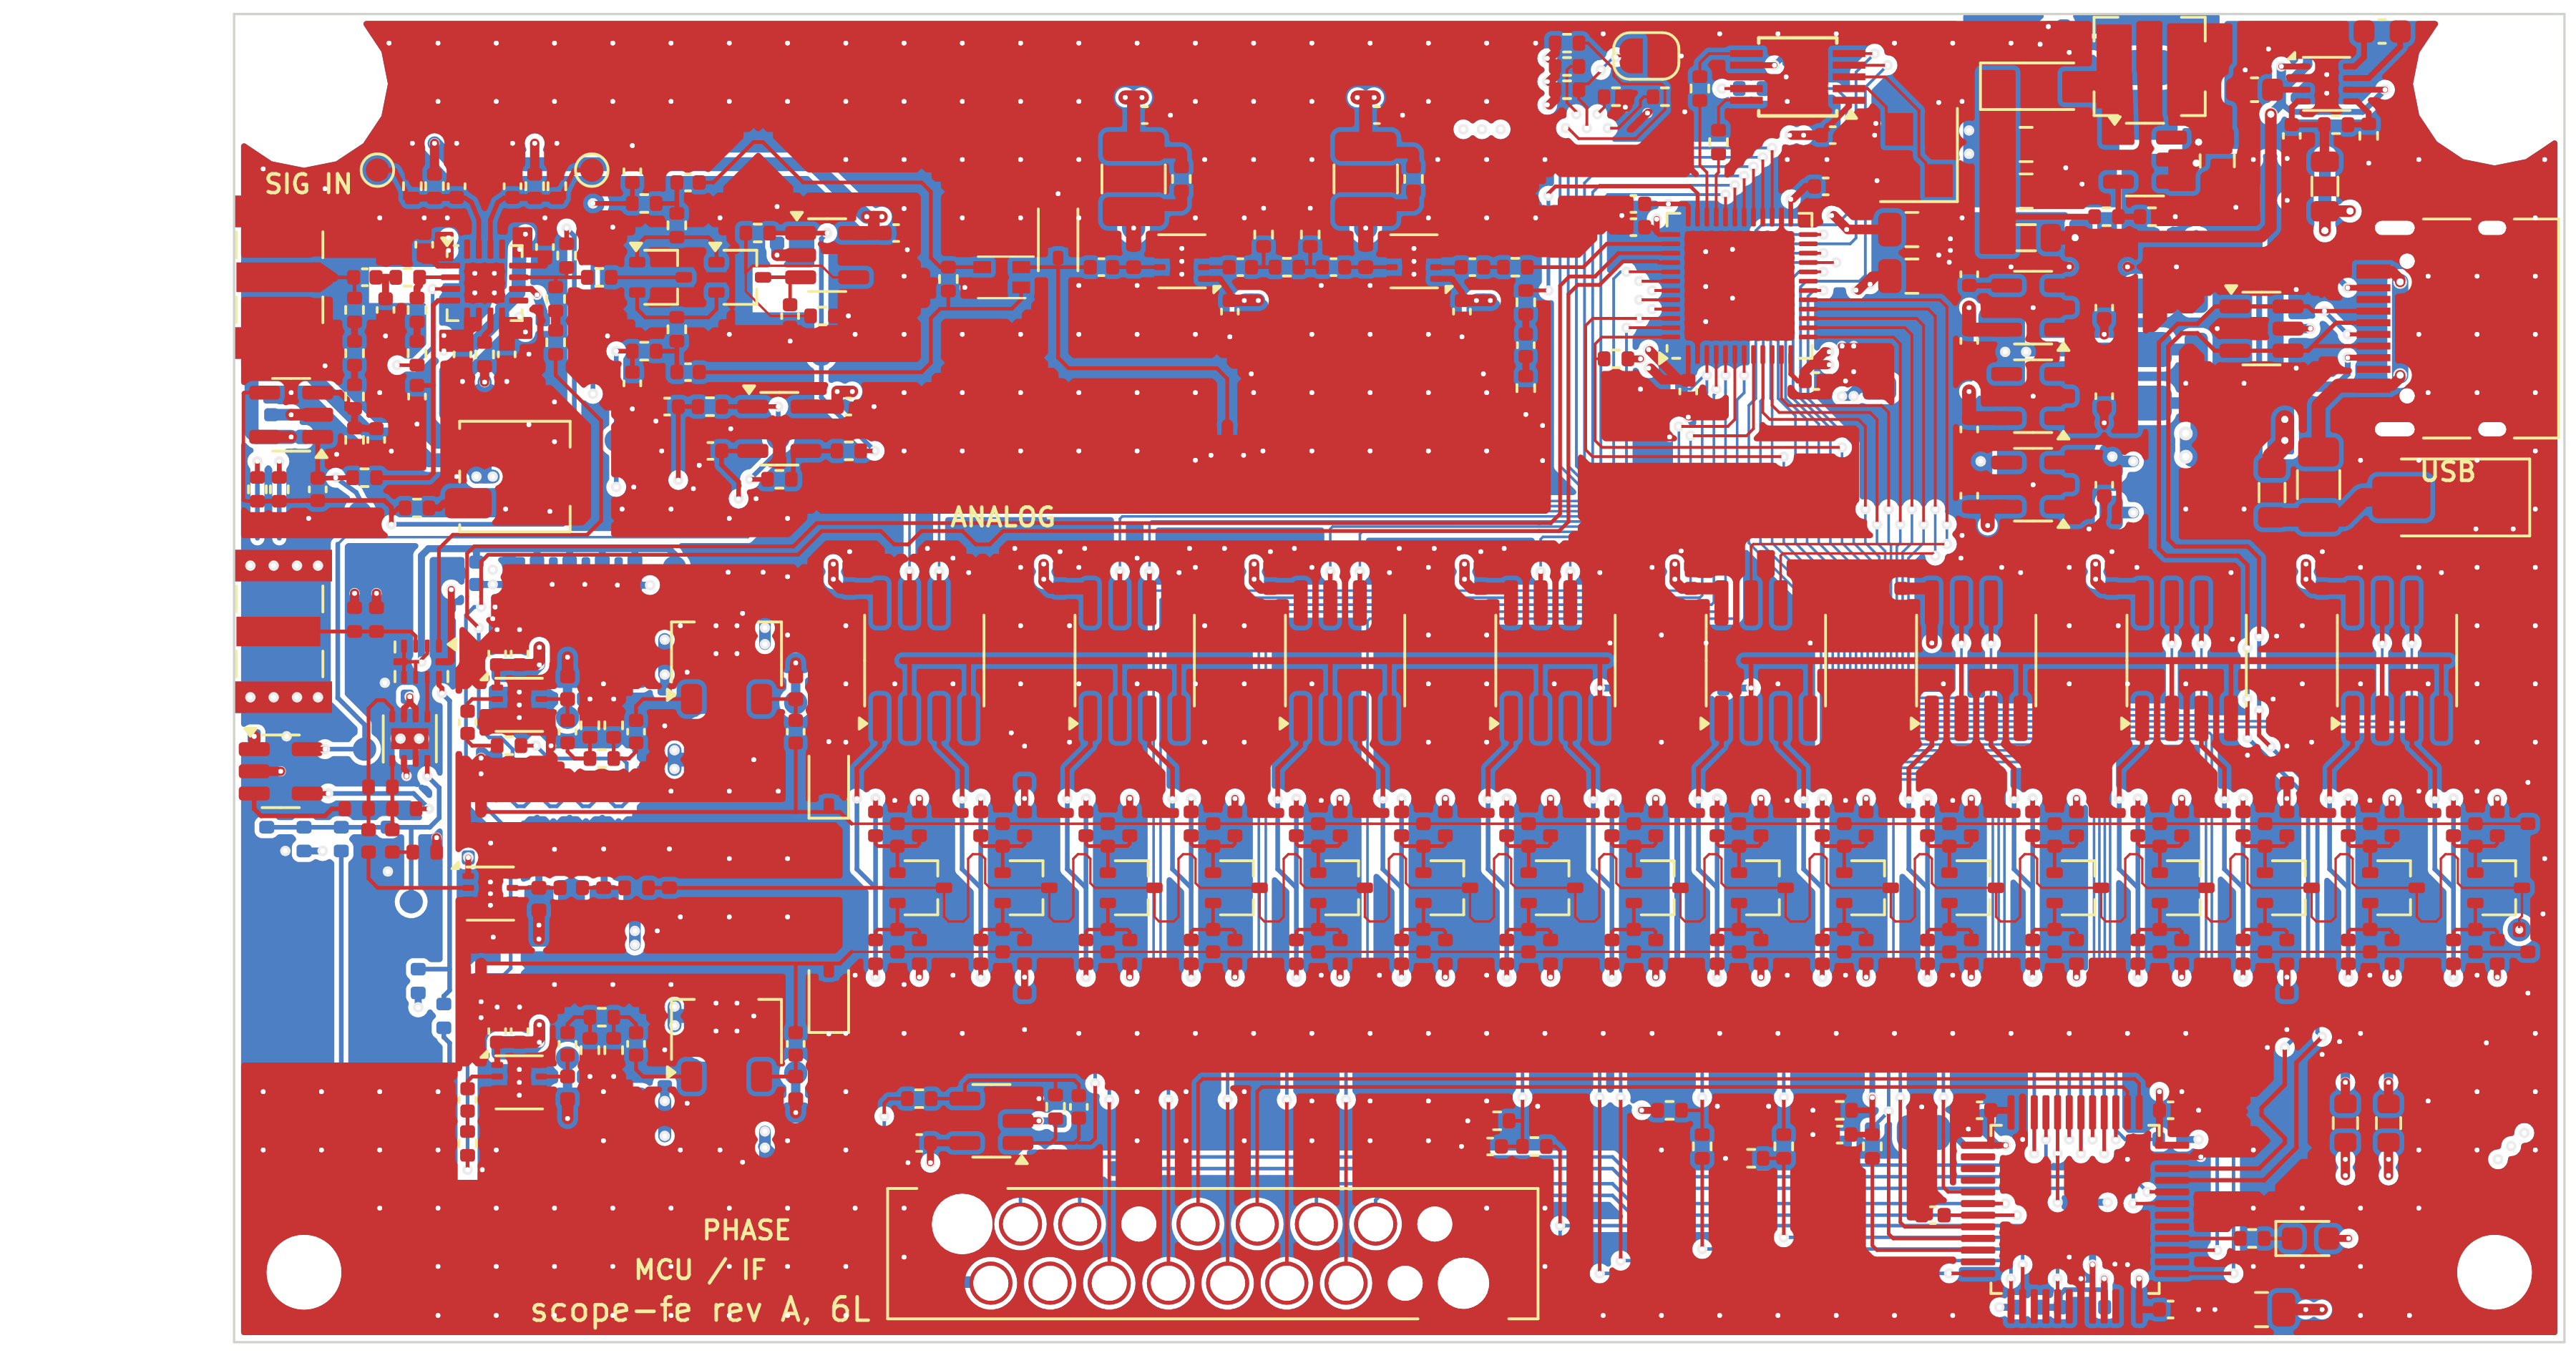 SIG IN
USB
ANALOG
PHASE
MCU / IF
scope-fe rev A, 6L